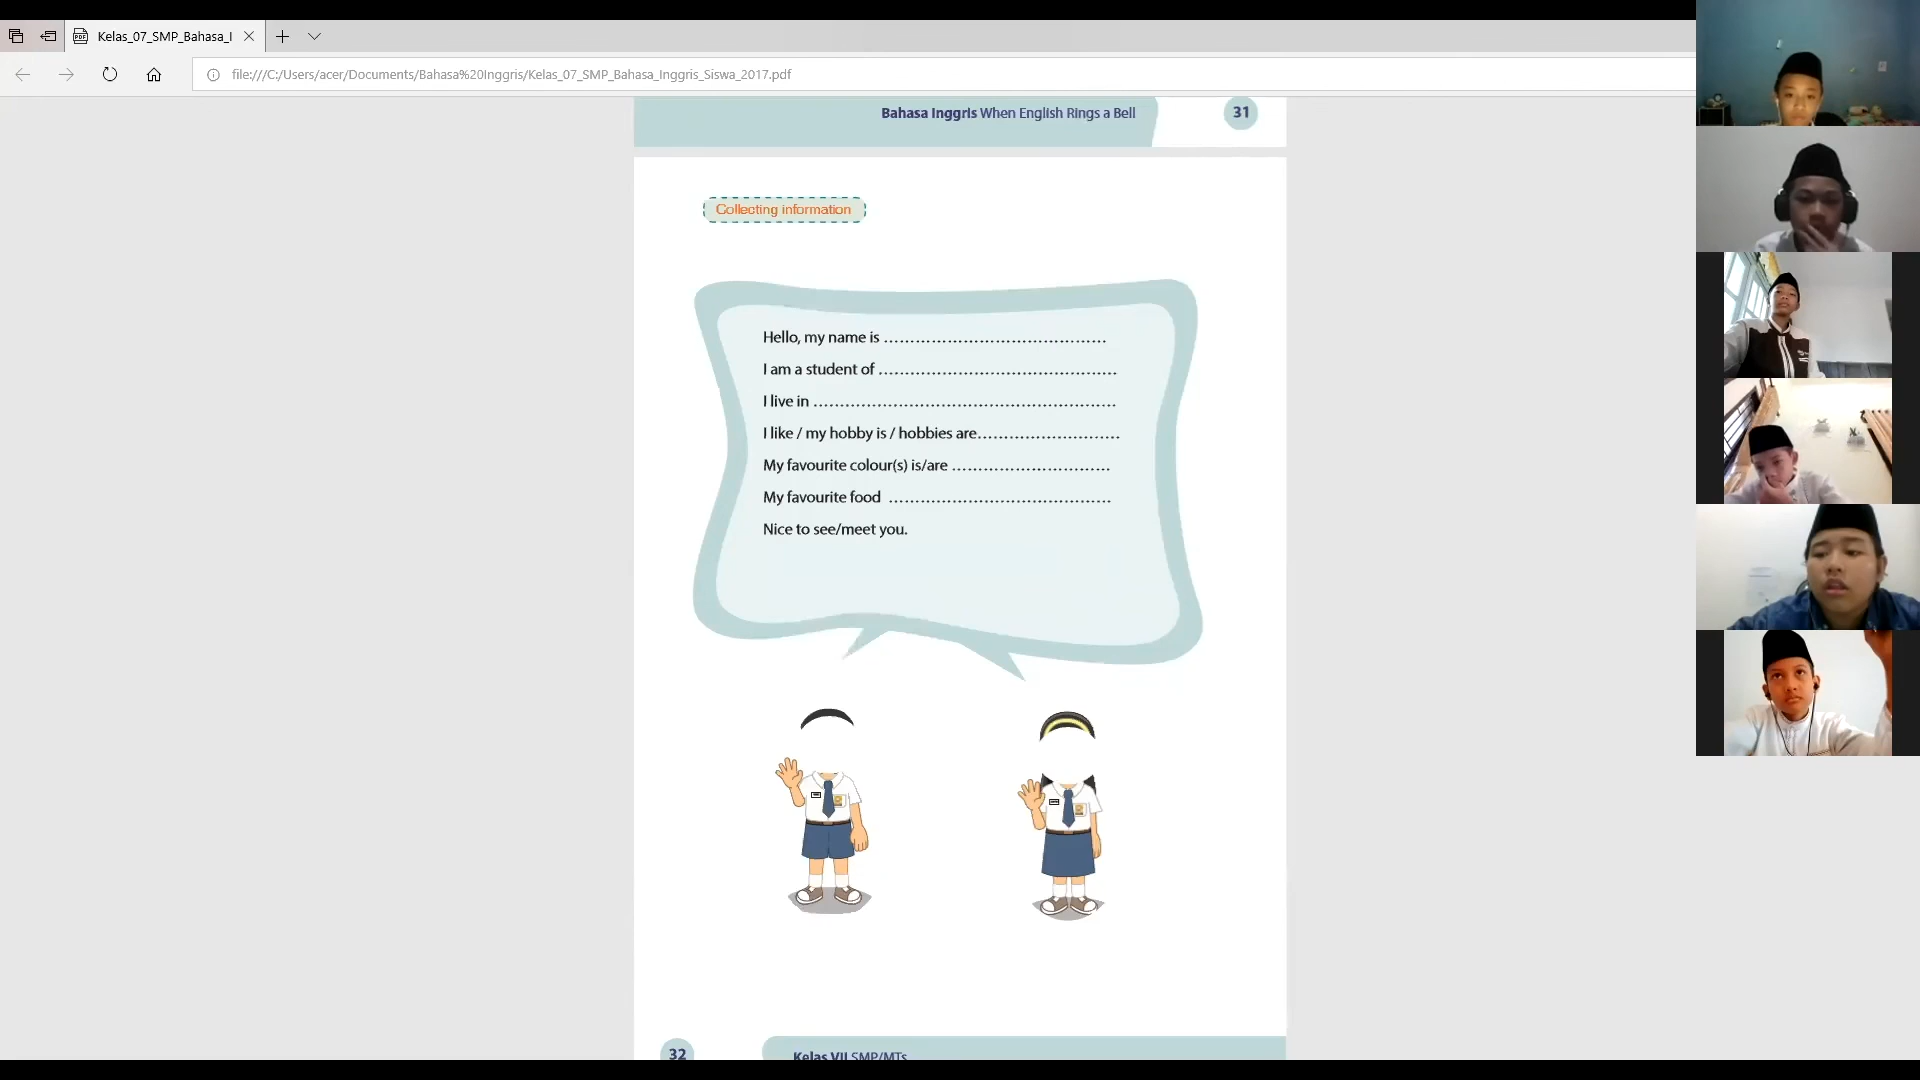 Kelas_07_SMP_Bahasa_I
file:///C:/Users/acer/Documents/Bahasa%20Inggris/Kelas_07_SMP_Bahasa_Inggris_Siswa_2017.pdf
Bahasa Inggris When English Rings a Bell 31
Collecting information
Hello, my name is ..........................................
I am a student of .............................................
I live in .........................................................
I like / my hobby is / hobbies are...........................
My favourite colour(s) is/are ..............................
My favourite food ..........................................
Nice to see/meet you.
32 Kelas VII SMP/MTs